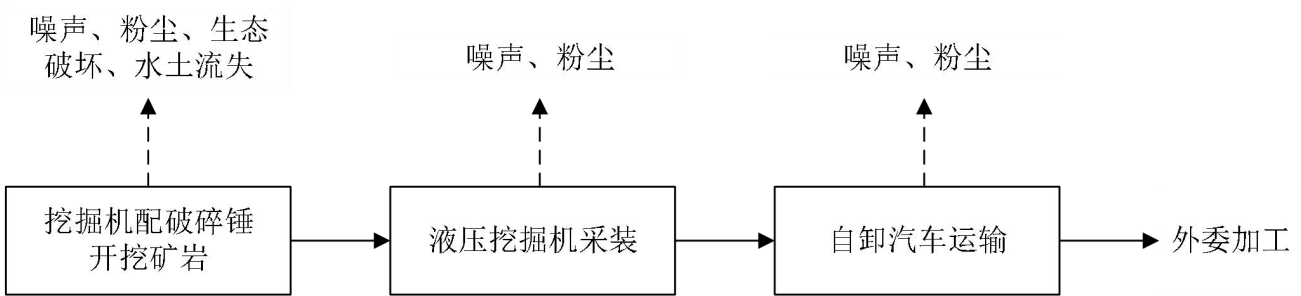 噪声、粉尘、生态
破坏、水土流失
噪声、粉尘
噪声、粉尘
挖掘机配破碎锤
开挖矿岩
液压挖掘机采装
自卸汽车运输
外委加工